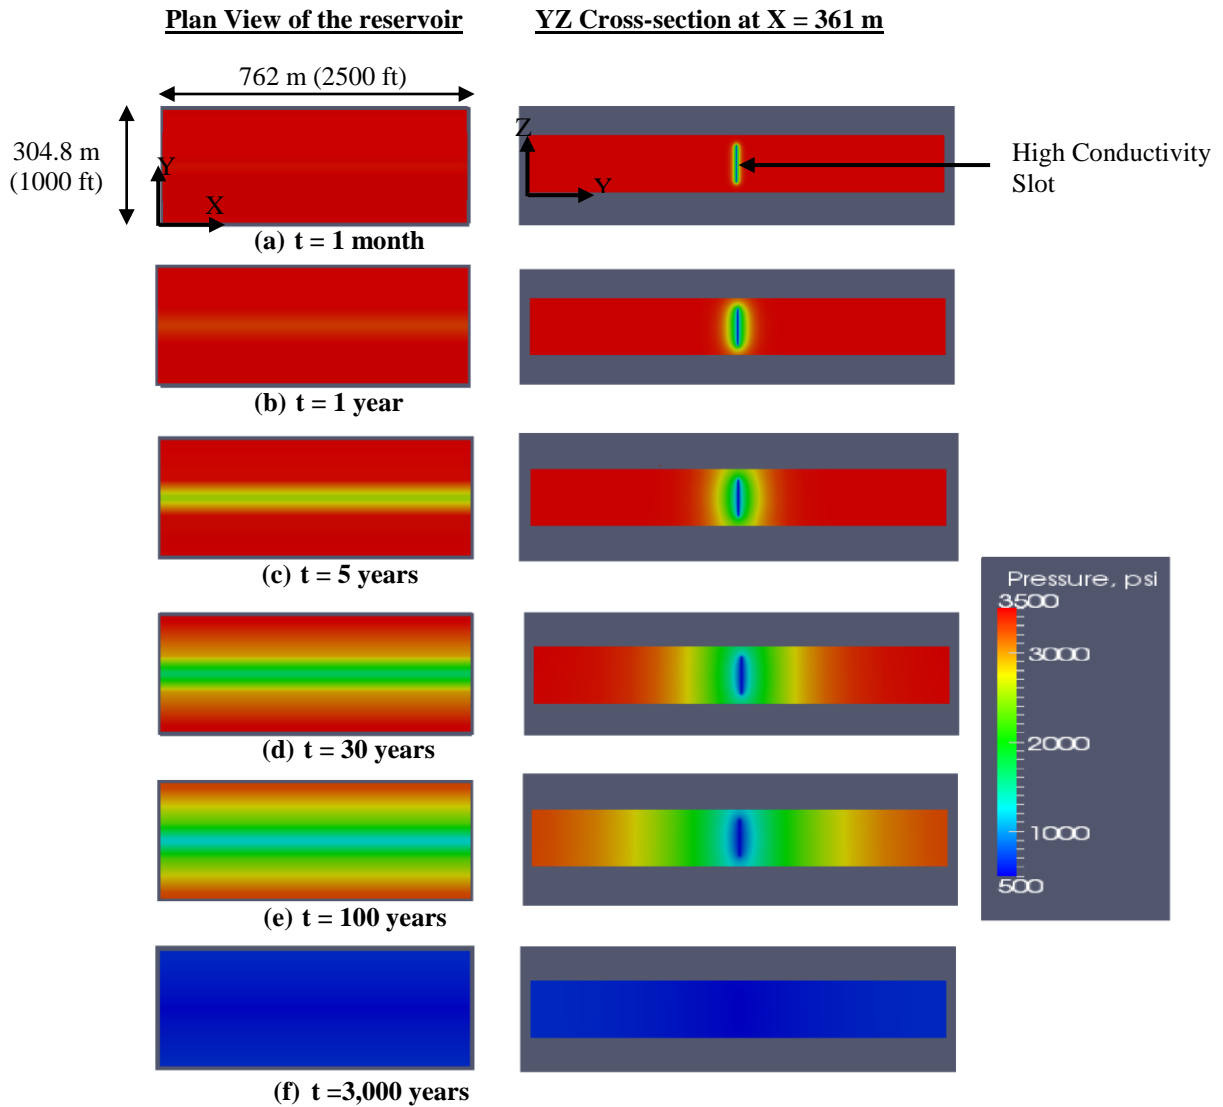 Plan View of the reservoir
YZ Cross-section at X = 361 m
762 m (2500 ft)
304.8 m
(1000 ft)
Y
X
Z
Y
High Conductivity
Slot
(a) t = 1 month
(b) t = 1 year
(c) t = 5 years
(d) t = 30 years
(e) t = 100 years
(f) t =3,000 years
Pressure, psi
3500
3000
2000
1000
500